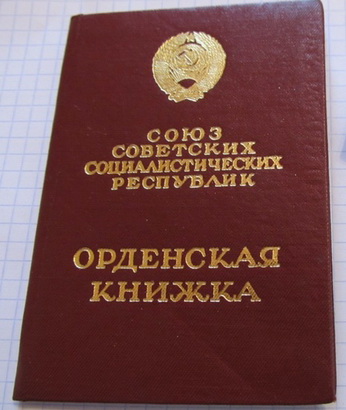 СОЮЗ
СОВЕТСКИХ
СОЦИАЛИСТИЧЕСКИХ
РЕСПУБЛИК
ОРДЕНСКАЯ
КНИЖКА